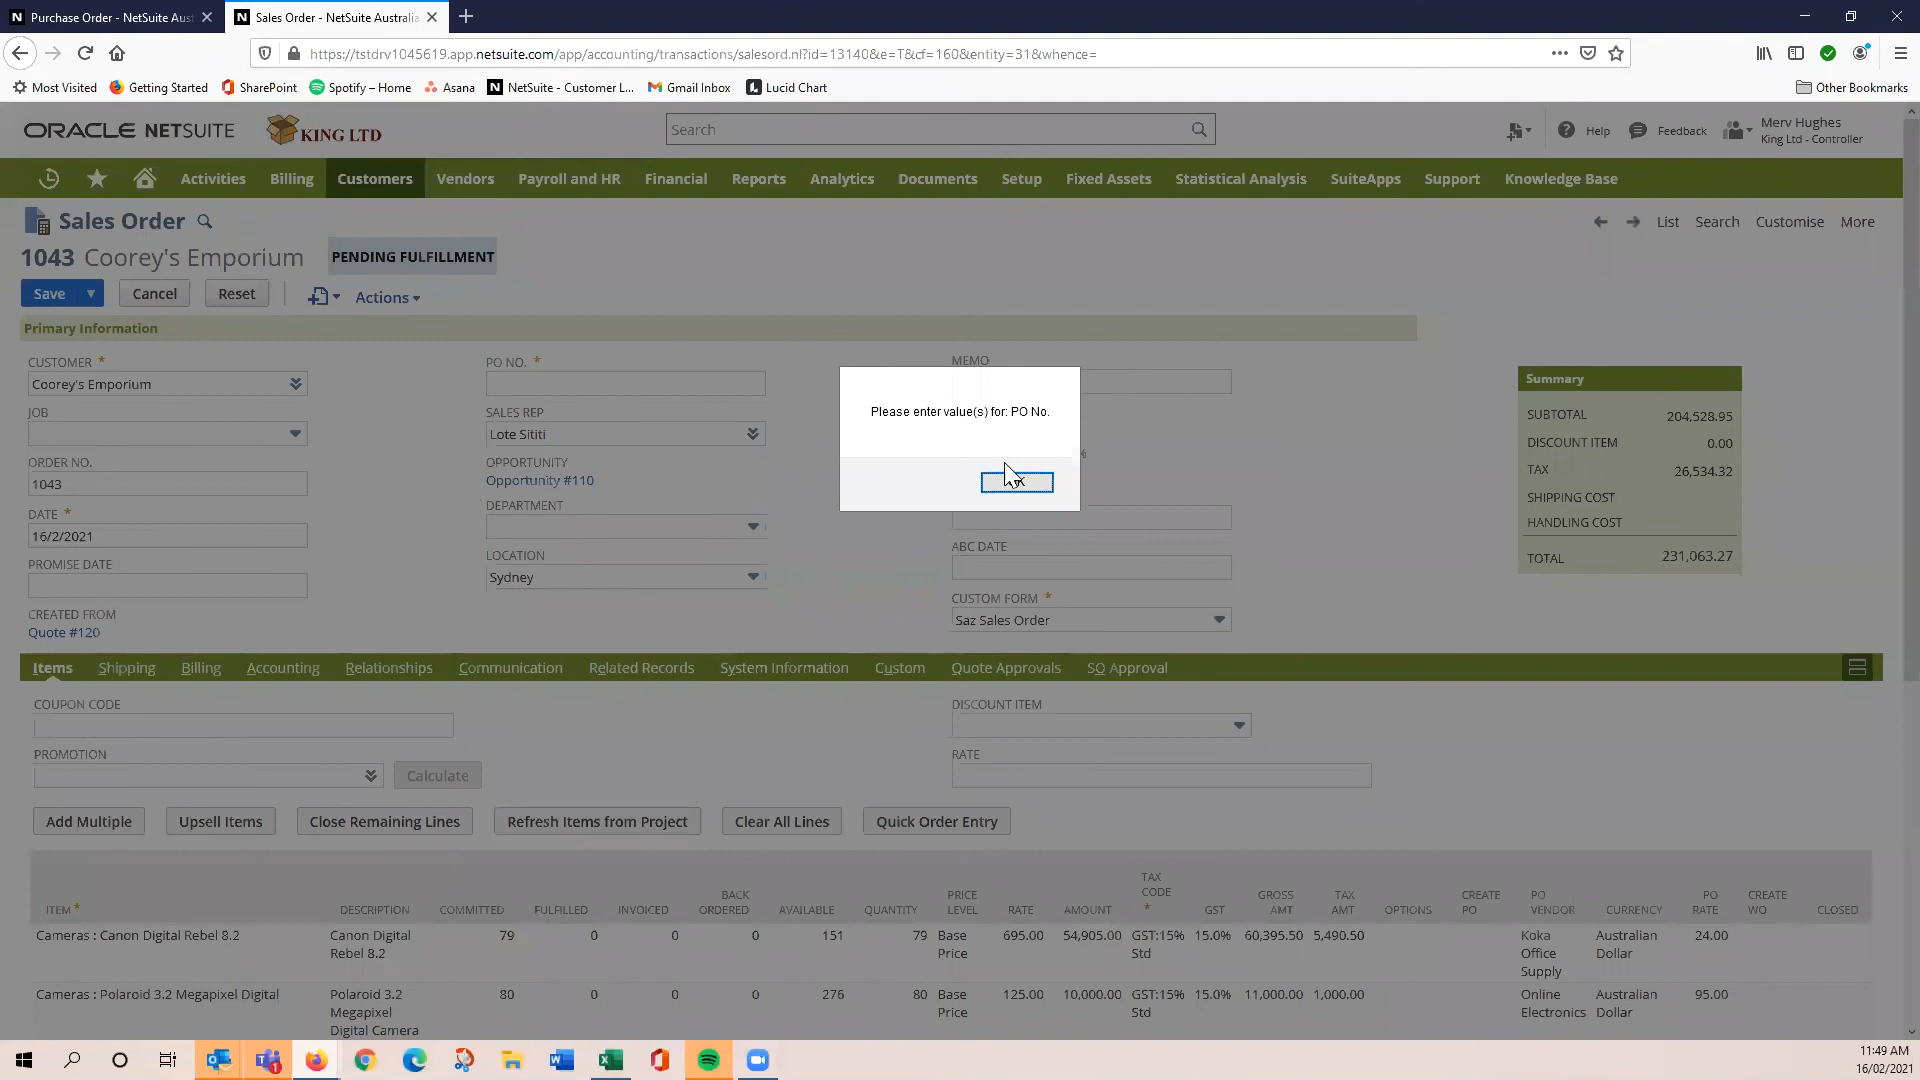 Purchase Order - NetSuite Aust
Sales Order - NetSuite Australia
https://tstdrv1045619.app.netsuite.com/app/accounting/transactions/salesord.nl?id=13140&e=T&cf=160&entity=31&whence=
Most Visited Getting Started SharePoint Spotify – Home Asana NetSuite - Customer L... Gmail Inbox Lucid Chart Other Bookmarks
ORACLE NETSUITE KING LTD Search Help Feedback Merv Hughes
King Ltd - Controller
Activities Billing Customers Vendors Payroll and HR Financial Reports Analytics Documents Setup Fixed Assets Statistical Analysis SuiteApps Support Knowledge Base
Sales Order List Search Customise More
1043 Coorey's Emporium PENDING FULFILLMENT
Save Cancel Reset Actions
Primary Information
CUSTOMER *
Coorey's Emporium
JOB
ORDER NO.
1043
DATE *
16/2/2021
PROMISE DATE
CREATED FROM
Quote #120
PO NO. *
SALES REP
Lote Sititi
OPPORTUNITY
Opportunity #110
DEPARTMENT
LOCATION
Sydney
MEMO
Please enter value(s) for: PO No.
%
ABC DATE
CUSTOM FORM *
Saz Sales Order
Summary
SUBTOTAL 204,528.95
DISCOUNT ITEM 0.00
TAX 26,534.32
SHIPPING COST
HANDLING COST
TOTAL 231,063.27
Items Shipping Billing Accounting Relationships Communication Related Records System Information Custom Quote Approvals SO Approval
COUPON CODE
DISCOUNT ITEM
PROMOTION
Calculate
RATE
Add Multiple Upsell Items Close Remaining Lines Refresh Items from Project Clear All Lines Quick Order Entry
ITEM * DESCRIPTION COMMITTED FULFILLED INVOICED BACK ORDERED AVAILABLE QUANTITY PRICE LEVEL RATE AMOUNT TAX CODE * GST GROSS AMT TAX AMT OPTIONS CREATE PO PO VENDOR CURRENCY PO RATE CREATE WO CLOSED
Cameras : Canon Digital Rebel 8.2 Canon Digital 79 0 0 0 151 79 Base 695.00 54,905.00 GST:15% 15.0% 60,395.50 5,490.50 Koka Australian 24.00
Rebel 8.2 Price Std Office Dollar
Supply
Cameras : Polaroid 3.2 Megapixel Digital Polaroid 3.2 80 0 0 0 276 80 Base 125.00 10,000.00 GST:15% 15.0% 11,000.00 1,000.00 Online Australian 95.00
Megapixel Price Std Electronics Dollar
Digital Camera
11:49 AM
16/02/2021